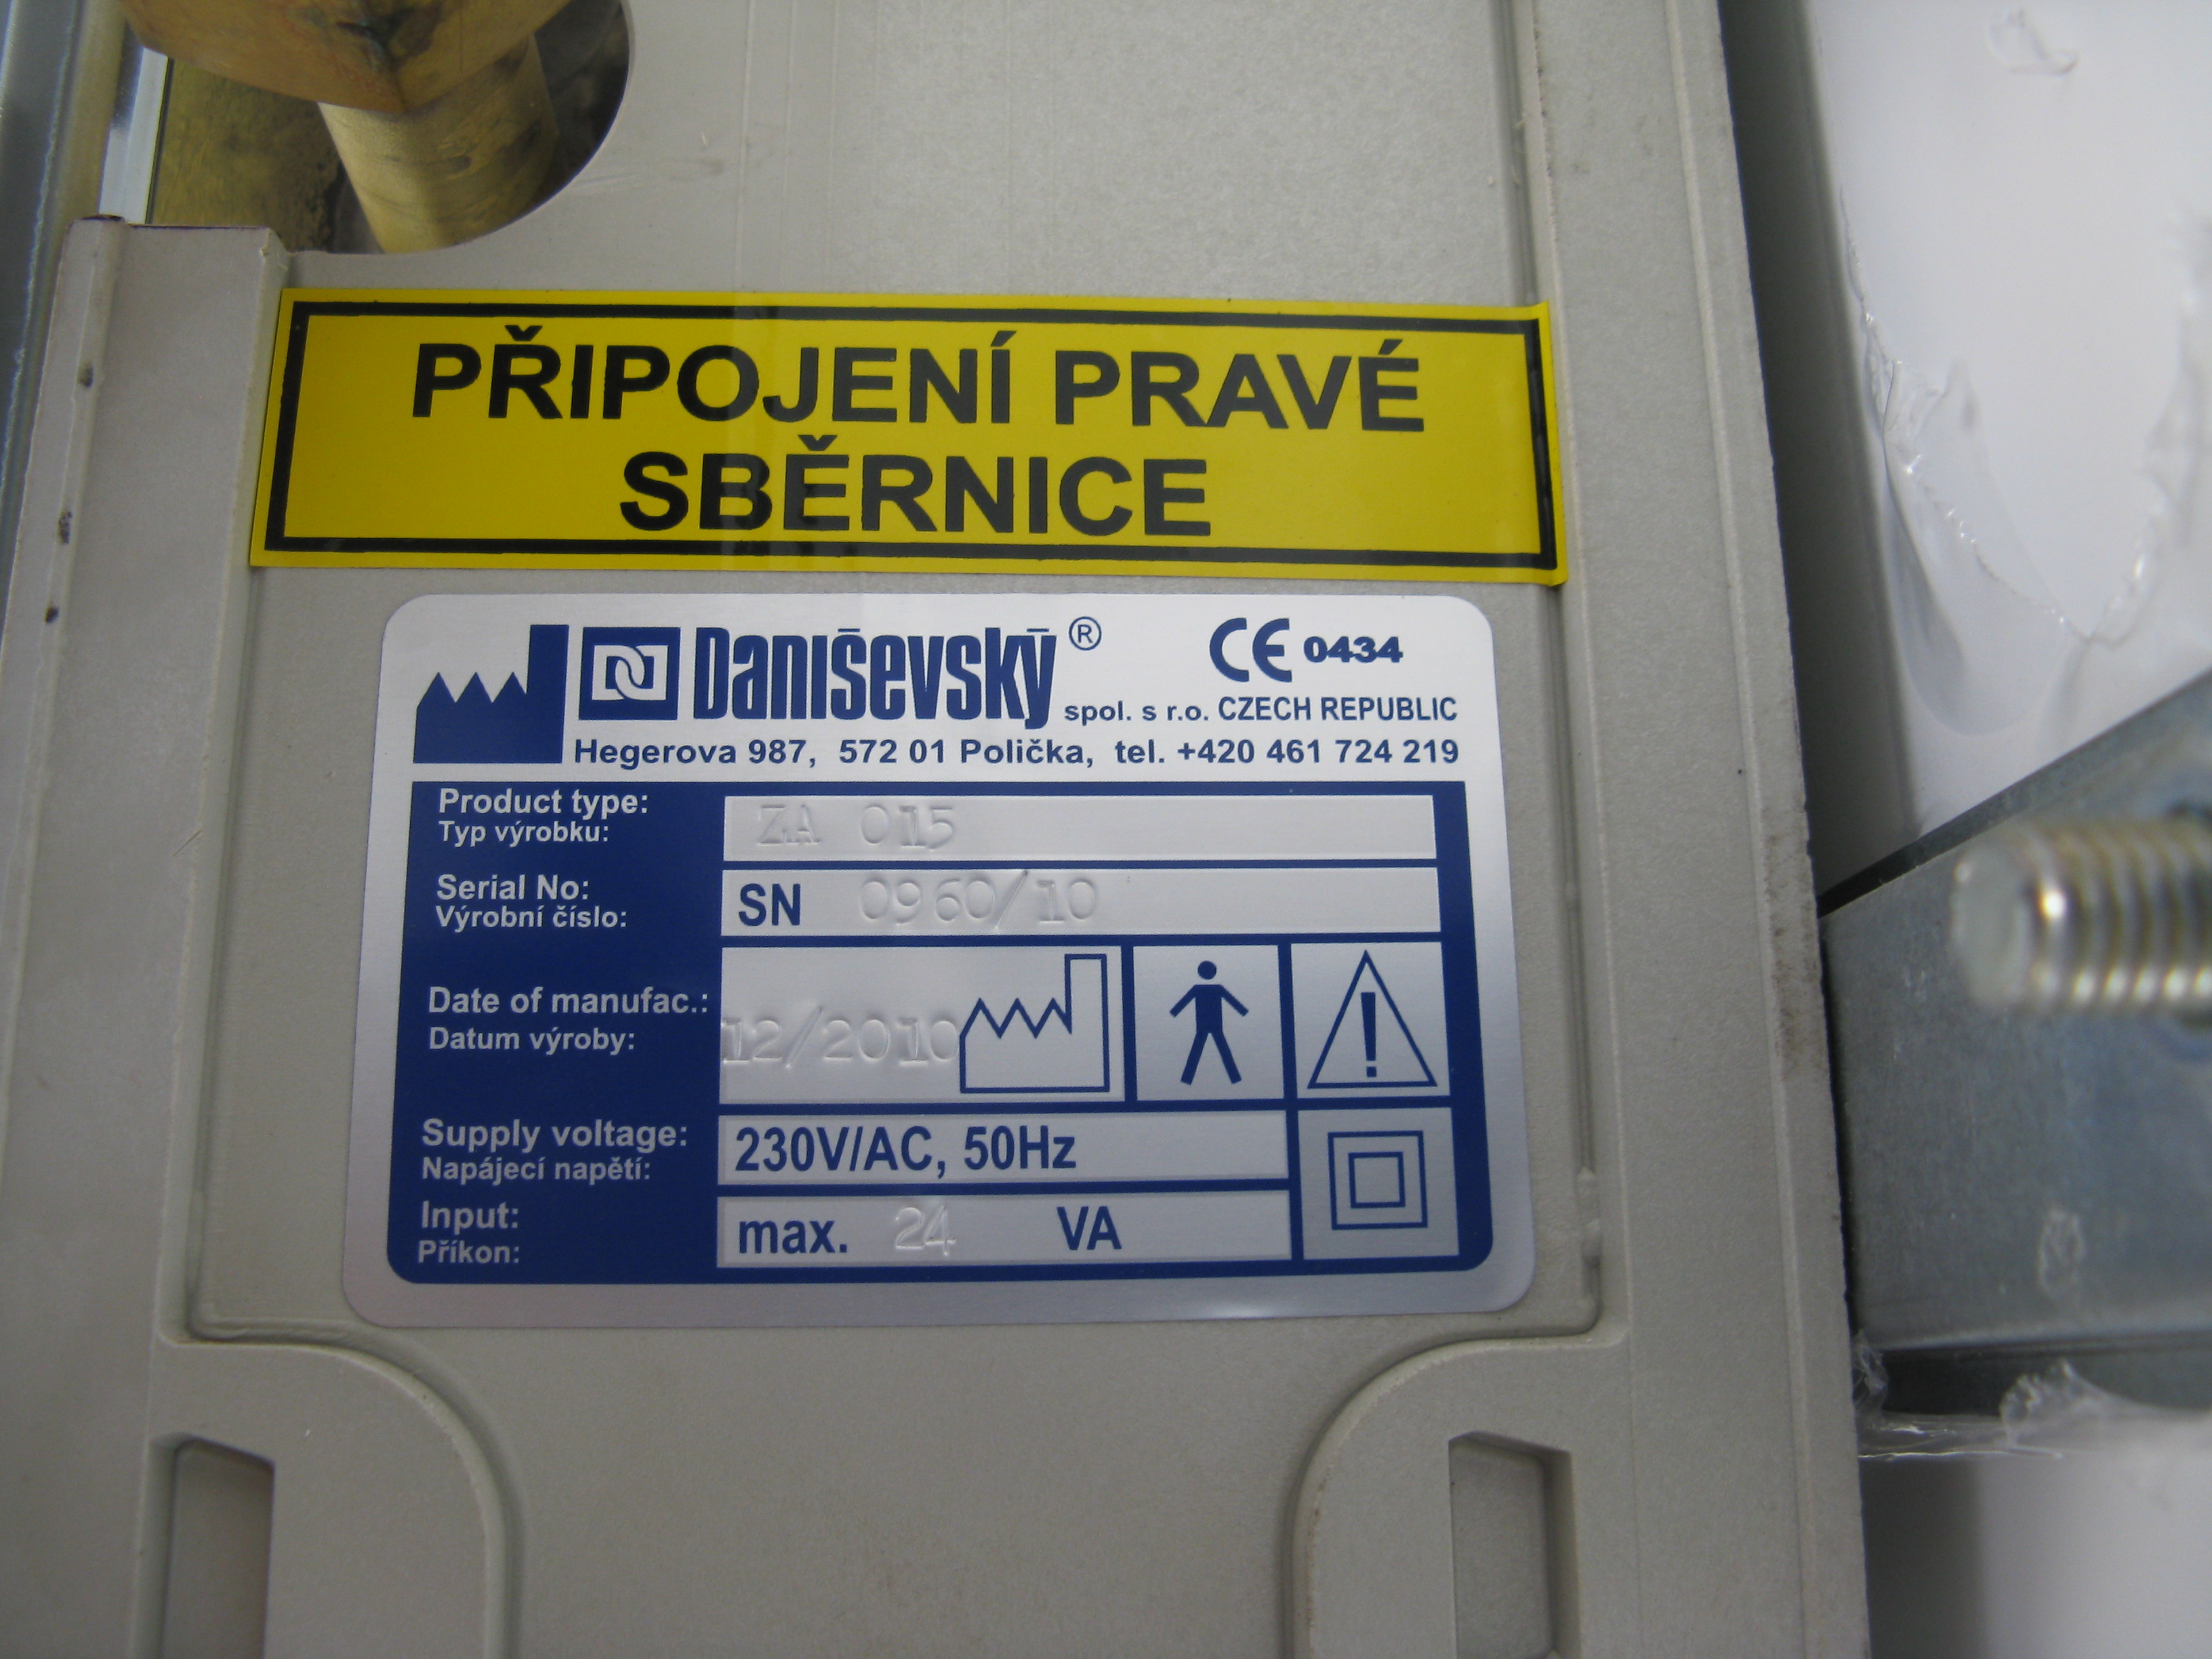 PŘIPOJENÍ PRAVÉ
SBĚRNICE
Daniševský® CE 0434
spol. s r.o. CZECH REPUBLIC
Hegerova 987, 572 01 Polička, tel. +420 461 724 219
Product type: ZA 015
Typ výrobku:
Serial No: SN 0960/10
Výrobní číslo:
Date of manufac.: 12/2010
Datum výroby:
Supply voltage: 230V/AC, 50Hz
Napájecí napětí:
Input: max. 24 VA
Příkon: